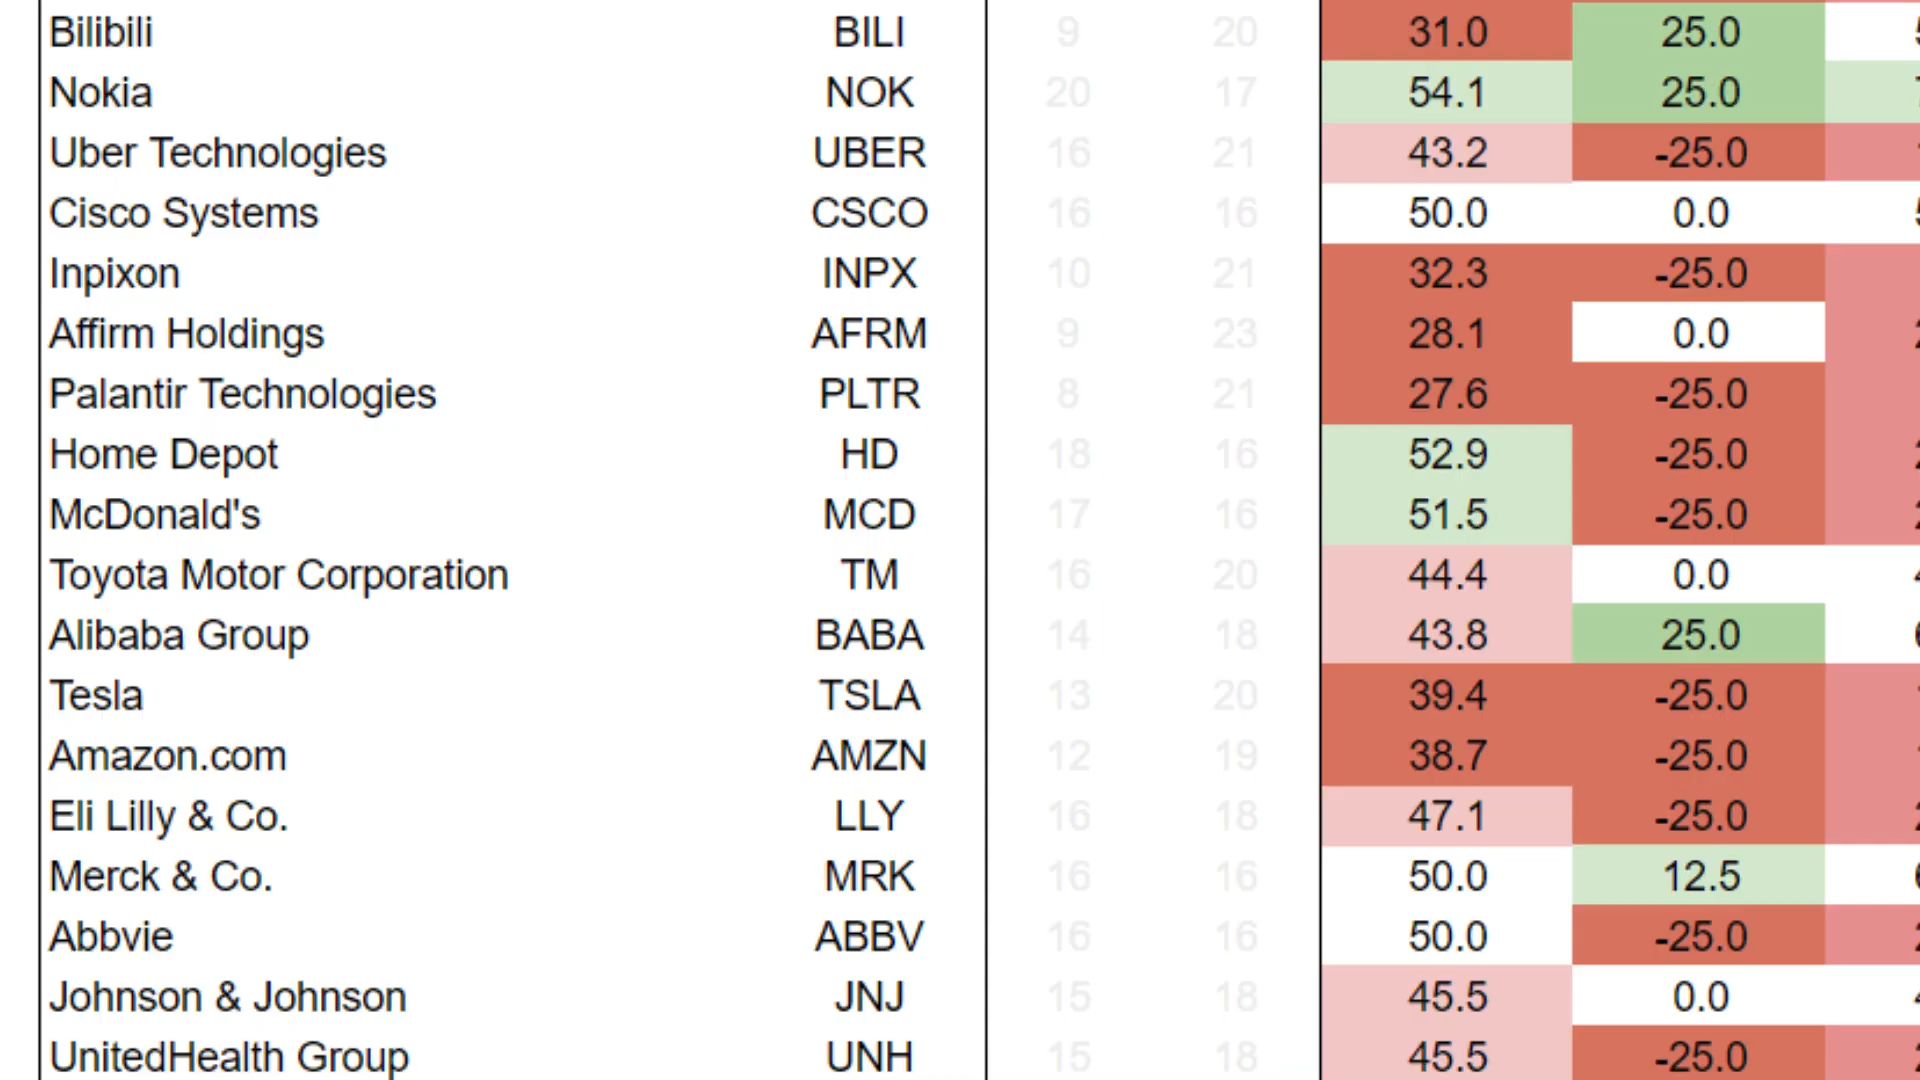 Bilibili BILI 9 20 31.0 25.0
Nokia NOK 20 17 54.1 25.0
Uber Technologies UBER 16 21 43.2 -25.0
Cisco Systems CSCO 16 16 50.0 0.0
Inpixon INPX 10 21 32.3 -25.0
Affirm Holdings AFRM 9 23 28.1 0.0
Palantir Technologies PLTR 8 21 27.6 -25.0
Home Depot HD 18 16 52.9 -25.0
McDonald's MCD 17 16 51.5 -25.0
Toyota Motor Corporation TM 16 20 44.4 0.0
Alibaba Group BABA 14 18 43.8 25.0
Tesla TSLA 13 20 39.4 -25.0
Amazon.com AMZN 12 19 38.7 -25.0
Eli Lilly & Co. LLY 16 18 47.1 -25.0
Merck & Co. MRK 16 16 50.0 12.5
Abbvie ABBV 16 16 50.0 -25.0
Johnson & Johnson JNJ 15 18 45.5 0.0
UnitedHealth Group UNH 15 18 45.5 -25.0